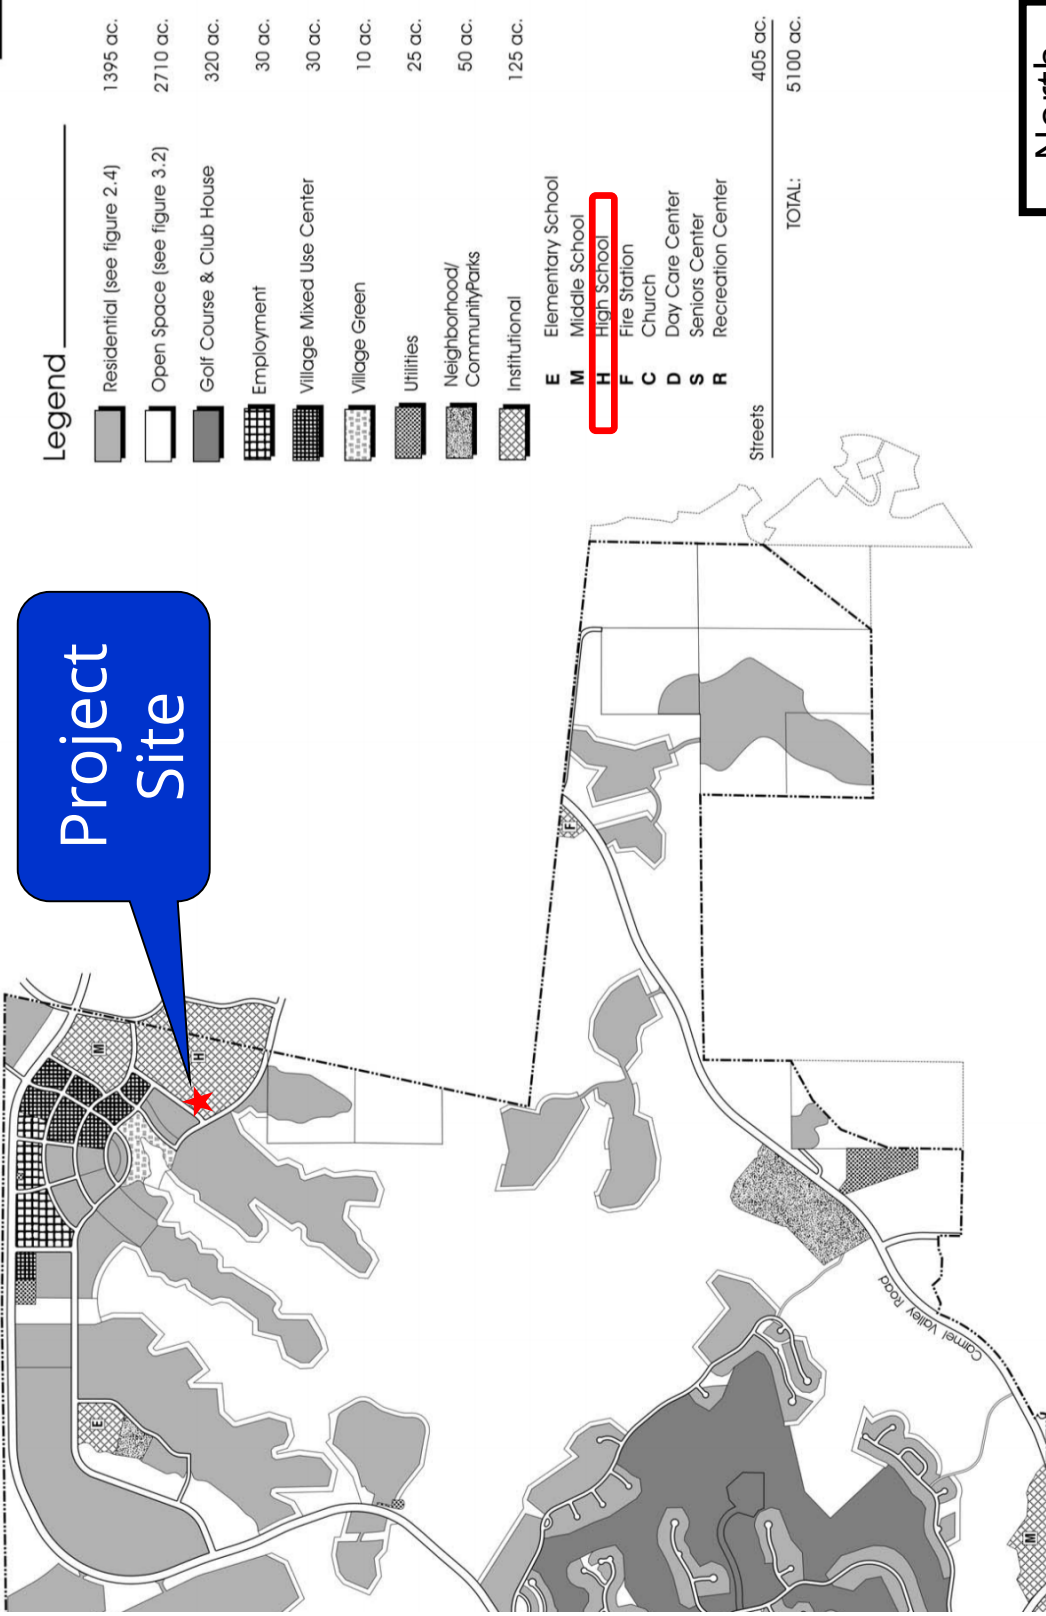 Legend
Residential (see figure 2.4) 1395 ac.
Open Space (see figure 3.2) 2710 ac.
Golf Course & Club House 320 ac.
Employment 30 ac.
Village Mixed Use Center 30 ac.
Village Green 10 ac.
Utilities 25 ac.
Neighborhood/
CommunityParks 50 ac.
Institutional 125 ac.
E Elementary School
M Middle School
H High School
F Fire Station
C Church
D Day Care Center
S Seniors Center
R Recreation Center
Streets 405 ac.
TOTAL: 5100 ac.
Project
Site
M
H
F
E
Carmel Valley Road
M
North